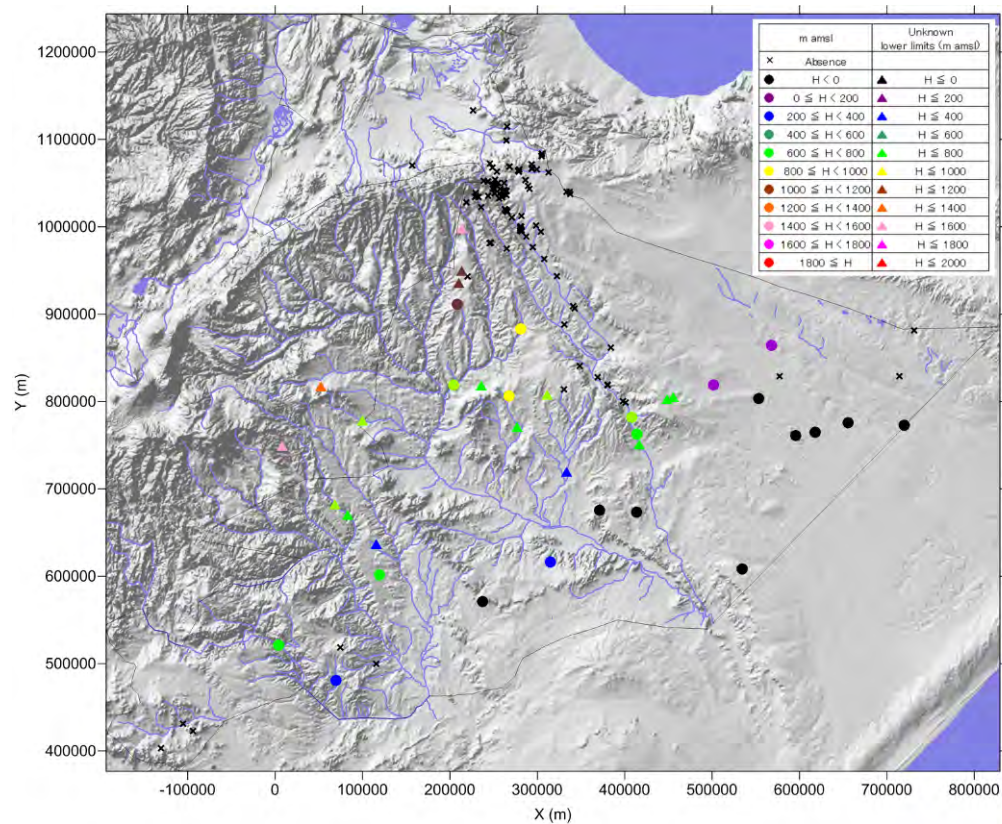 m amsl
Unknown
lower limits (m amsl)
× Absence
H < 0
H ≦ 0
0 ≦ H < 200
H ≦ 200
200 ≦ H < 400
H ≦ 400
400 ≦ H < 600
H ≦ 600
600 ≦ H < 800
H ≦ 800
800 ≦ H < 1000
H ≦ 1000
1000 ≦ H < 1200
H ≦ 1200
1200 ≦ H < 1400
H ≦ 1400
1400 ≦ H < 1600
H ≦ 1600
1600 ≦ H < 1800
H ≦ 1800
1800 ≦ H
H ≦ 2000
1200000
1100000
1000000
900000
800000
700000
600000
500000
400000
Y (m)
-100000 0 100000 200000 300000 400000 500000 600000 700000 800000
X (m)